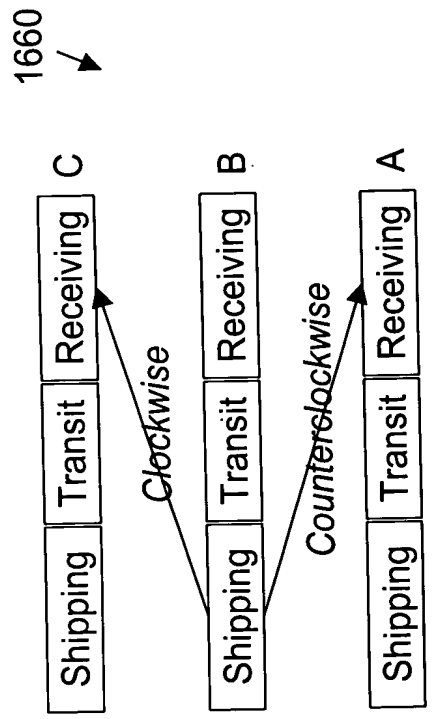 1660
Shipping Transit Receiving C
Clockwise
Shipping Transit Receiving B
Counterclockwise
Shipping Transit Receiving A